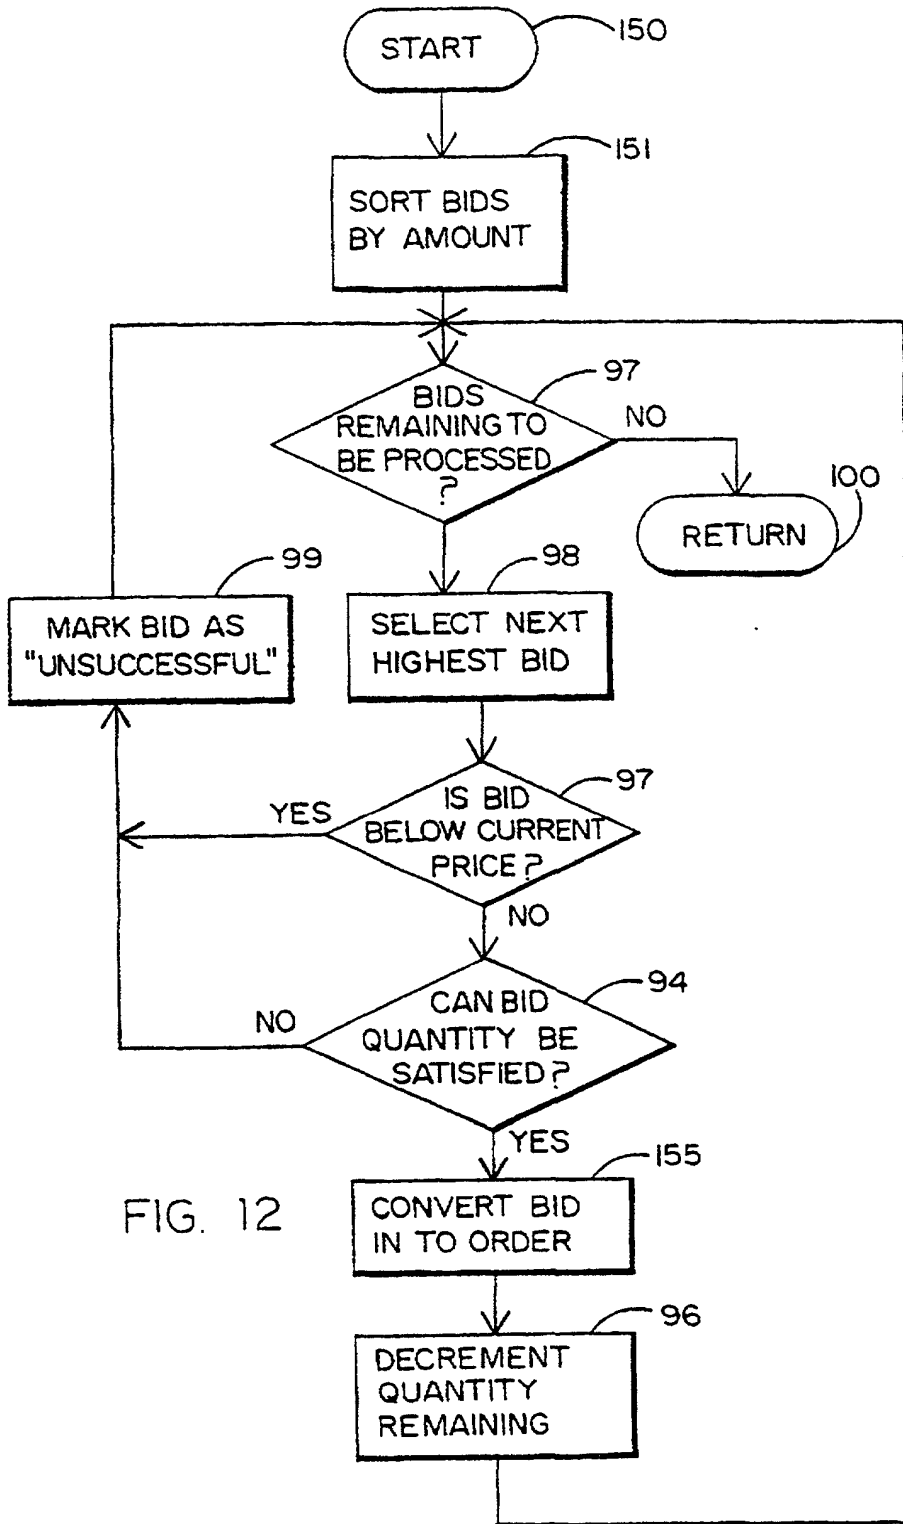 START
150
151
SORT BIDS
BY AMOUNT
97
BIDS
REMAINING TO
BE PROCESSED
?
NO
100
RETURN
99
MARK BID AS
"UNSUCCESSFUL"
98
SELECT NEXT
HIGHEST BID
97
IS BID
BELOW CURRENT
PRICE?
YES
NO
94
CAN BID
QUANTITY BE
SATISFIED?
NO
YES
155
CONVERT BID
IN TO ORDER
FIG. 12
96
DECREMENT
QUANTITY
REMAINING